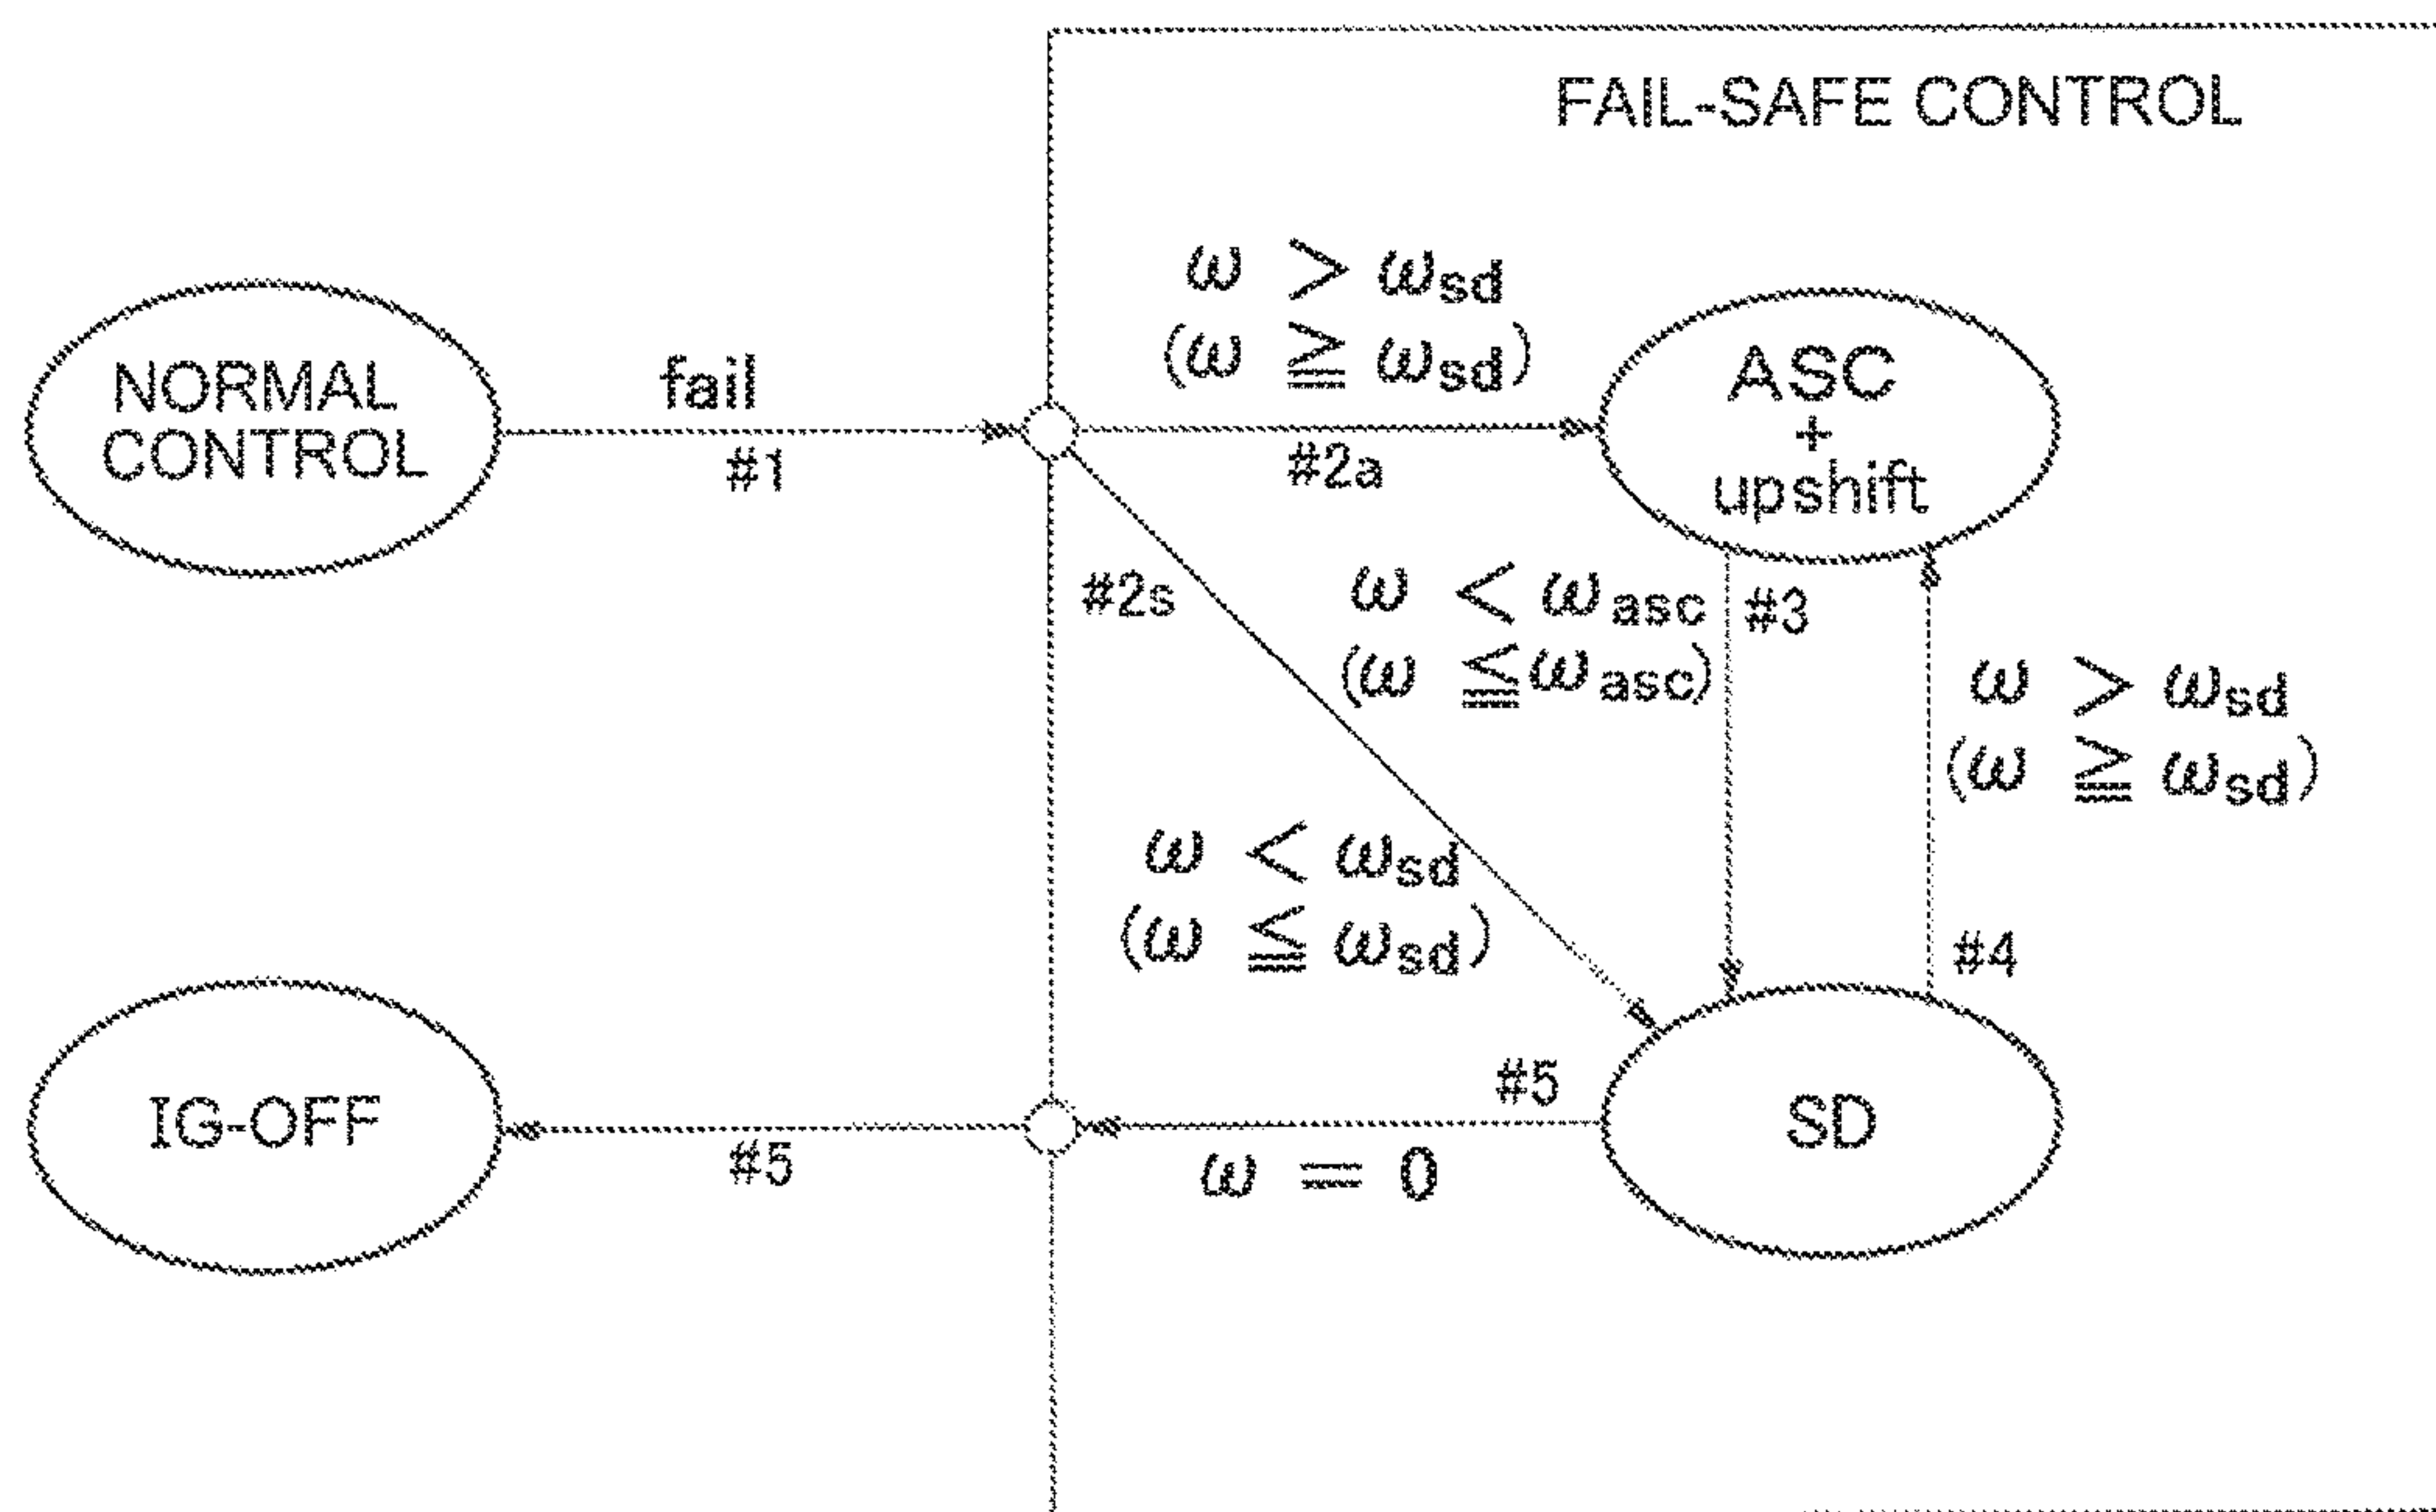 FAIL-SAFE CONTROL
ω > ωsd
(ω ≧ ωsd)
NORMAL
CONTROL
fail
#1
#2a
ASC
+
upshift
#2s
ω < ωasc
(ω ≦ωasc)
#3
ω > ωsd
(ω ≧ ωsd)
ω < ωsd
(ω ≦ ωsd)
#4
IG-OFF
#5
#5
ω = 0
SD